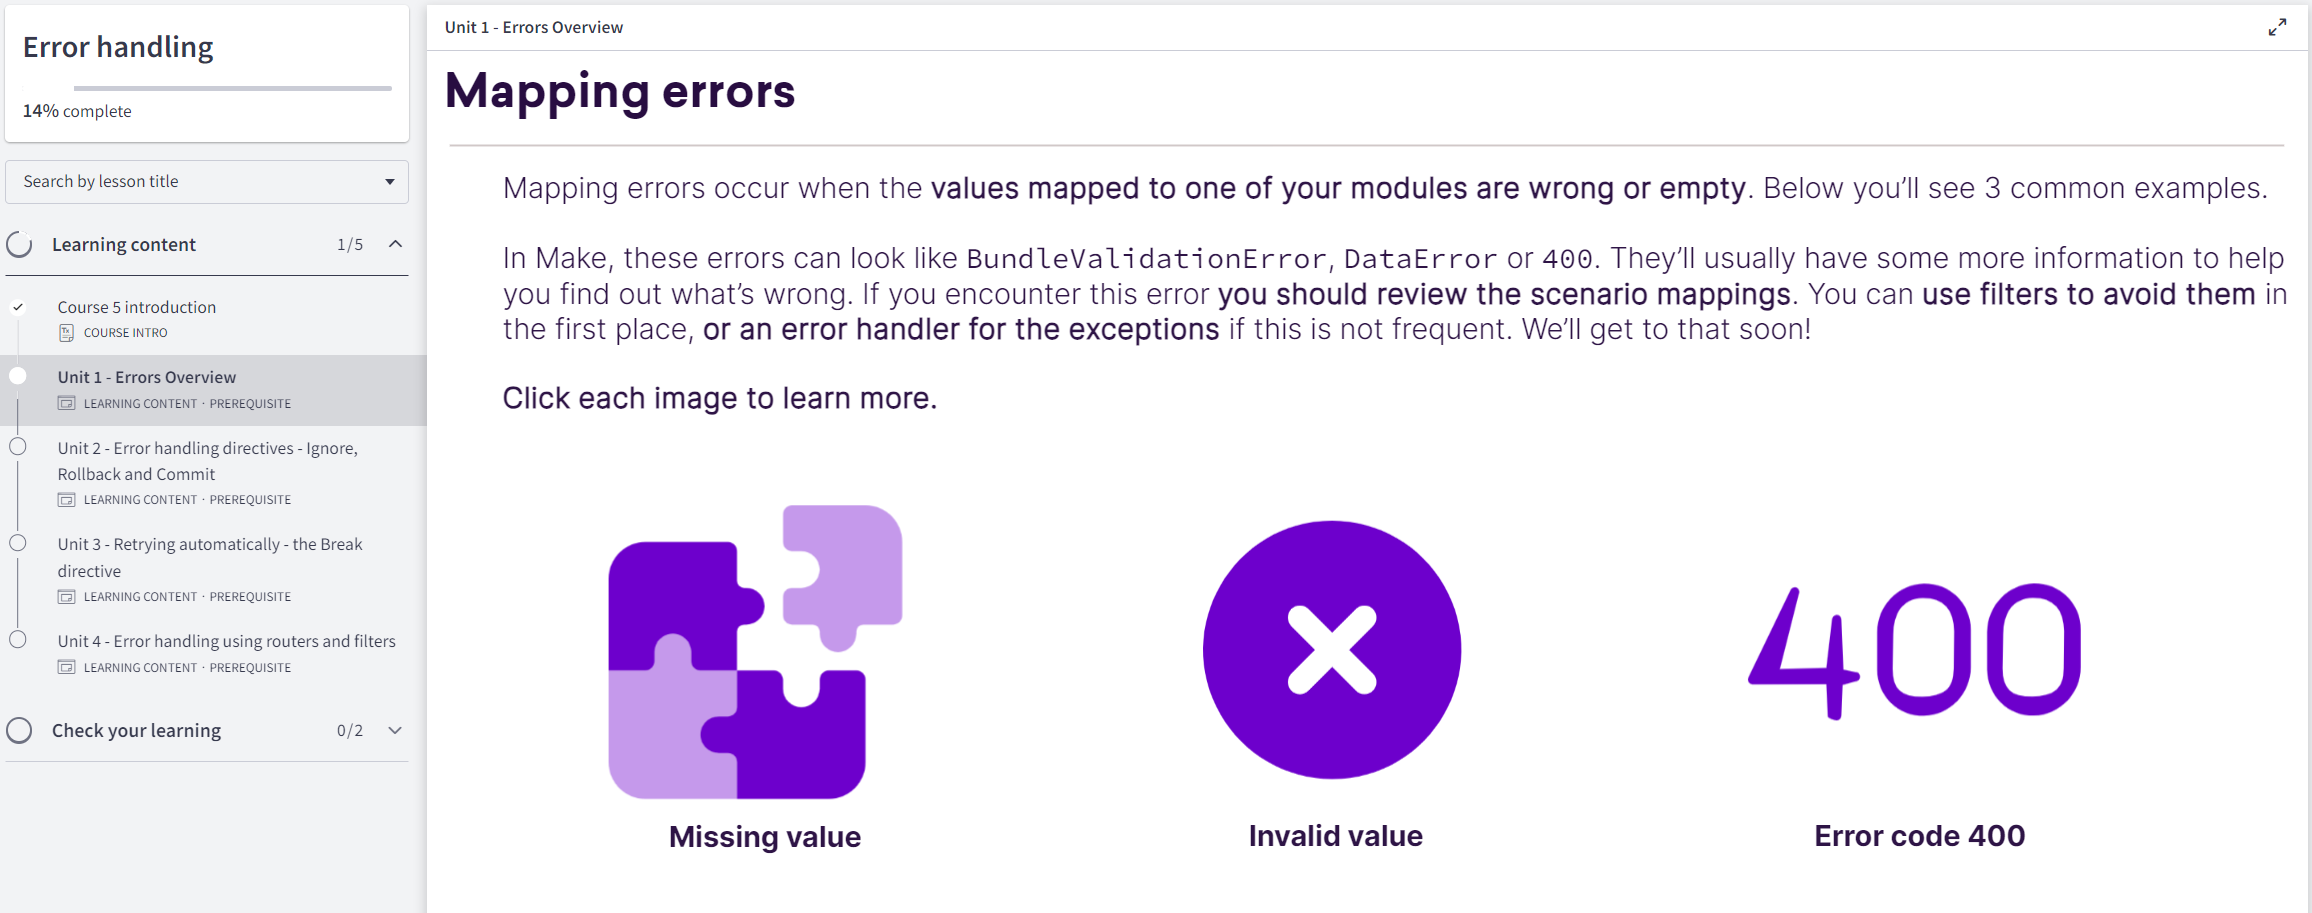 Error handling
14% complete
Search by lesson title
Learning content 1/5
Course 5 introduction
COURSE INTRO
Unit 1 - Errors Overview
LEARNING CONTENT · PREREQUISITE
Unit 2 - Error handling directives - Ignore,
Rollback and Commit
LEARNING CONTENT · PREREQUISITE
Unit 3 - Retrying automatically - the Break
directive
LEARNING CONTENT · PREREQUISITE
Unit 4 - Error handling using routers and filters
LEARNING CONTENT · PREREQUISITE
Check your learning 0/2
Unit 1 - Errors Overview
Mapping errors
Mapping errors occur when the values mapped to one of your modules are wrong or empty. Below you’ll see 3 common examples.
In Make, these errors can look like BundleValidationError, DataError or 400. They’ll usually have some more information to help
you find out what’s wrong. If you encounter this error you should review the scenario mappings. You can use filters to avoid them in
the first place, or an error handler for the exceptions if this is not frequent. We’ll get to that soon!
Click each image to learn more.
400
Missing value
Invalid value
Error code 400